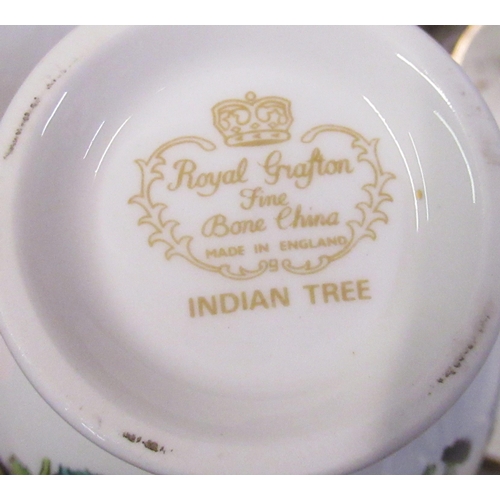 Royal Grafton
Fine
Bone China
MADE IN ENGLAND
INDIAN TREE